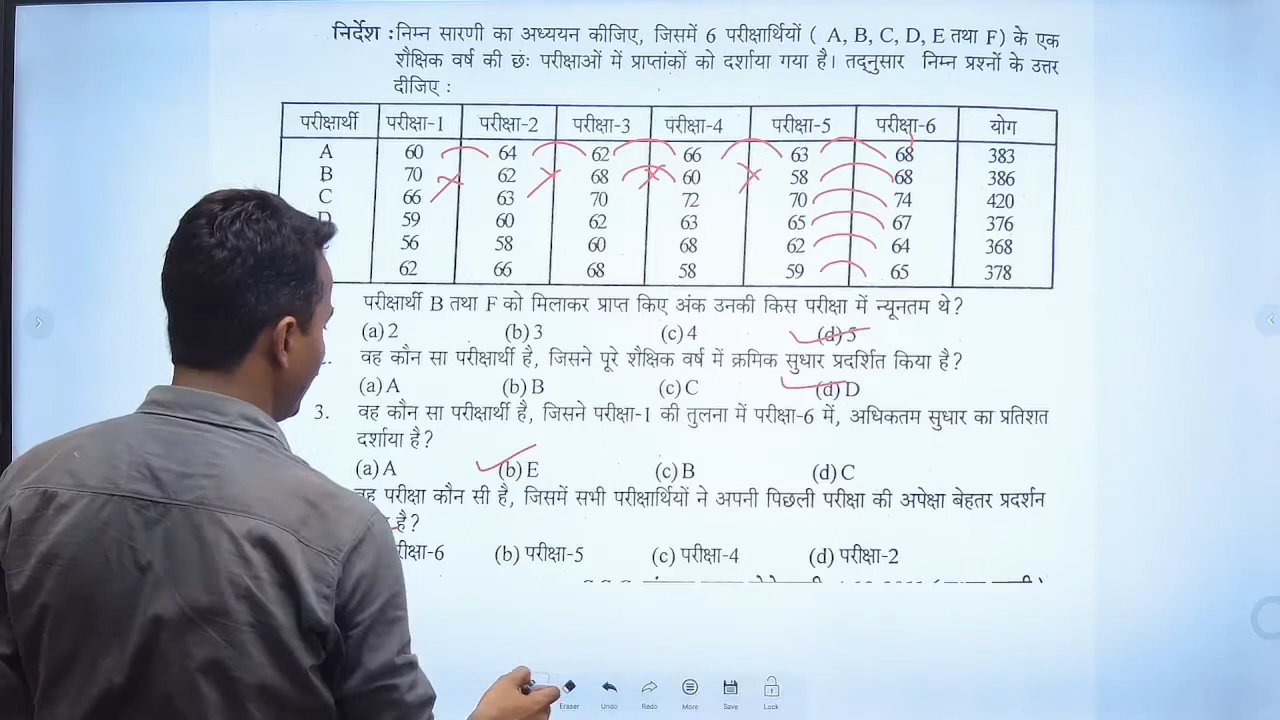 निर्देश : निम्न सारणी का अध्ययन कीजिए, जिसमें 6 परीक्षार्थियों ( A, B, C, D, E तथा F) के एक
शैक्षिक वर्ष की छः परीक्षाओं में प्राप्तांकों को दर्शाया गया है। तद्नुसार निम्न प्रश्नों के उत्तर
दीजिए :
परीक्षार्थी परीक्षा-1 परीक्षा-2 परीक्षा-3 परीक्षा-4 परीक्षा-5 परीक्षा-6 योग
A 60 64 62 66 63 68 383
B 70 62 68 60 58 68 386
C 66 63 70 72 70 74 420
D 59 60 62 63 65 67 376
56 58 60 68 62 64 368
62 66 68 58 59 65 378
परीक्षार्थी B तथा F को मिलाकर प्राप्त किए अंक उनकी किस परीक्षा में न्यूनतम थे?
(a) 2 (b) 3 (c) 4 (d) 5
वह कौन सा परीक्षार्थी है, जिसने पूरे शैक्षिक वर्ष में क्रमिक सुधार प्रदर्शित किया है?
(a) A (b) B (c) C (d) D
3. वह कौन सा परीक्षार्थी है, जिसने परीक्षा-1 की तुलना में परीक्षा-6 में, अधिकतम सुधार का प्रतिशत
दर्शाया है?
(a) A (b) E (c) B (d) C
वह परीक्षा कौन सी है, जिसमें सभी परीक्षार्थियों ने अपनी पिछली परीक्षा की अपेक्षा बेहतर प्रदर्शन
है?
रीक्षा-6 (b) परीक्षा-5 (c) परीक्षा-4 (d) परीक्षा-2
Eraser Undo Redo More Save Lock